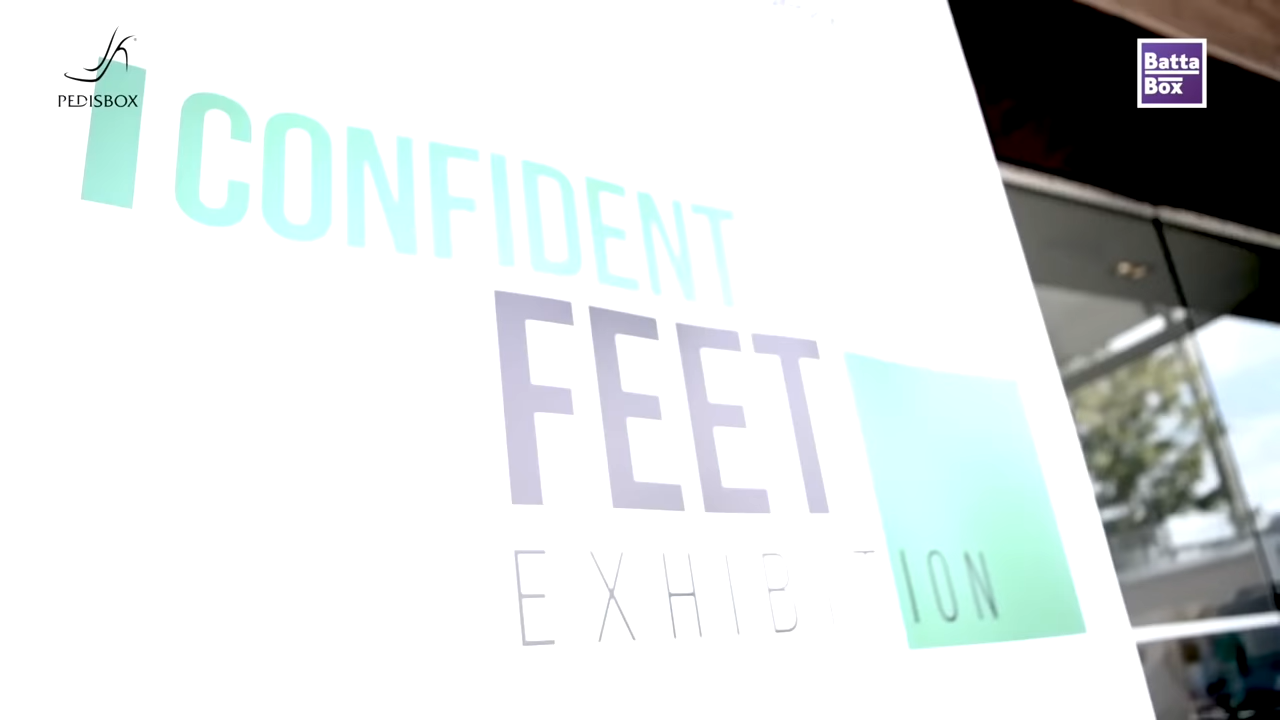 PEDISBOX
Batta
Box
CONFIDENT
FEET
EXHIBITION